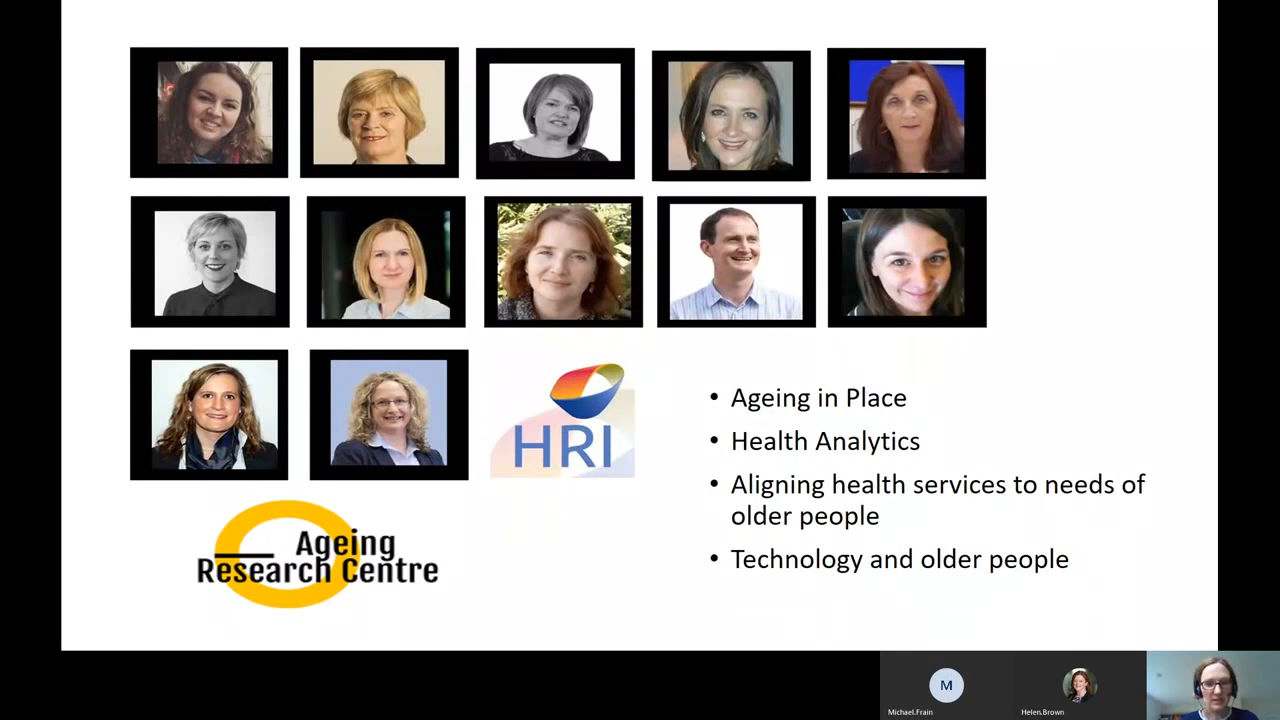 HRI
• Ageing in Place
• Health Analytics
• Aligning health services to needs of
older people
• Technology and older people
Ageing
Research Centre
M
Michael.Frain
Helen.Brown